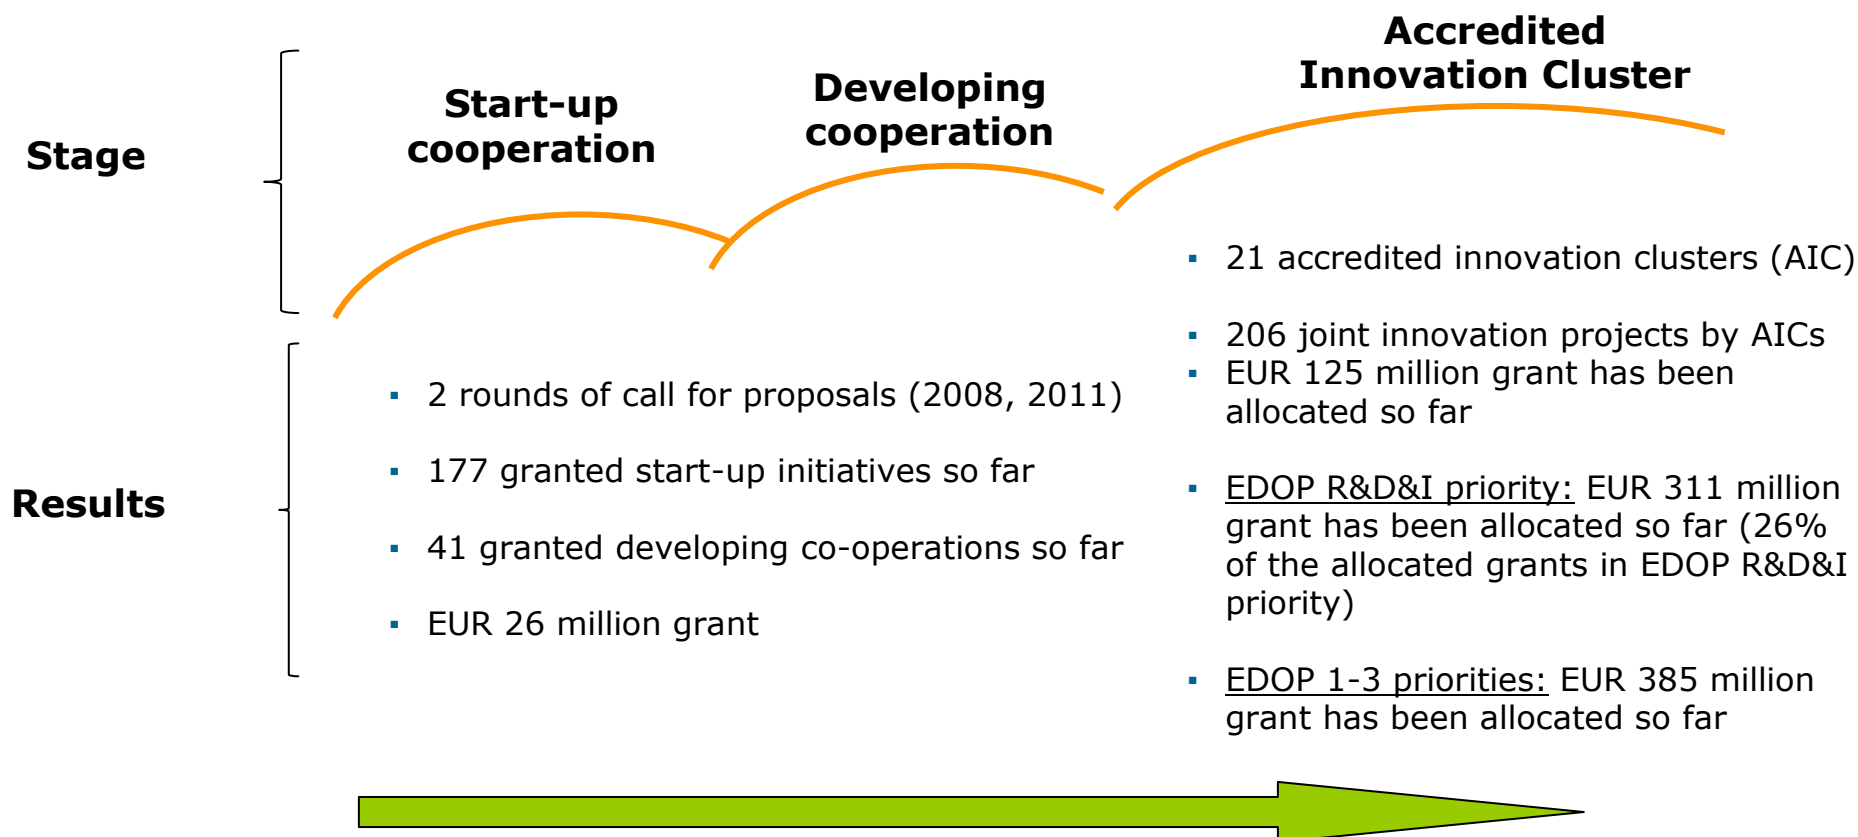 Stage
Start-up
cooperation
Developing
cooperation
Accredited
Innovation Cluster
Results
▪ 2 rounds of call for proposals (2008, 2011)
▪ 177 granted start-up initiatives so far
▪ 41 granted developing co-operations so far
▪ EUR 26 million grant
▪ 21 accredited innovation clusters (AIC)
▪ 206 joint innovation projects by AICs
▪ EUR 125 million grant has been
allocated so far
▪ EDOP R&D&I priority: EUR 311 million
grant has been allocated so far (26%
of the allocated grants in EDOP R&D&I
priority)
▪ EDOP 1-3 priorities: EUR 385 million
grant has been allocated so far